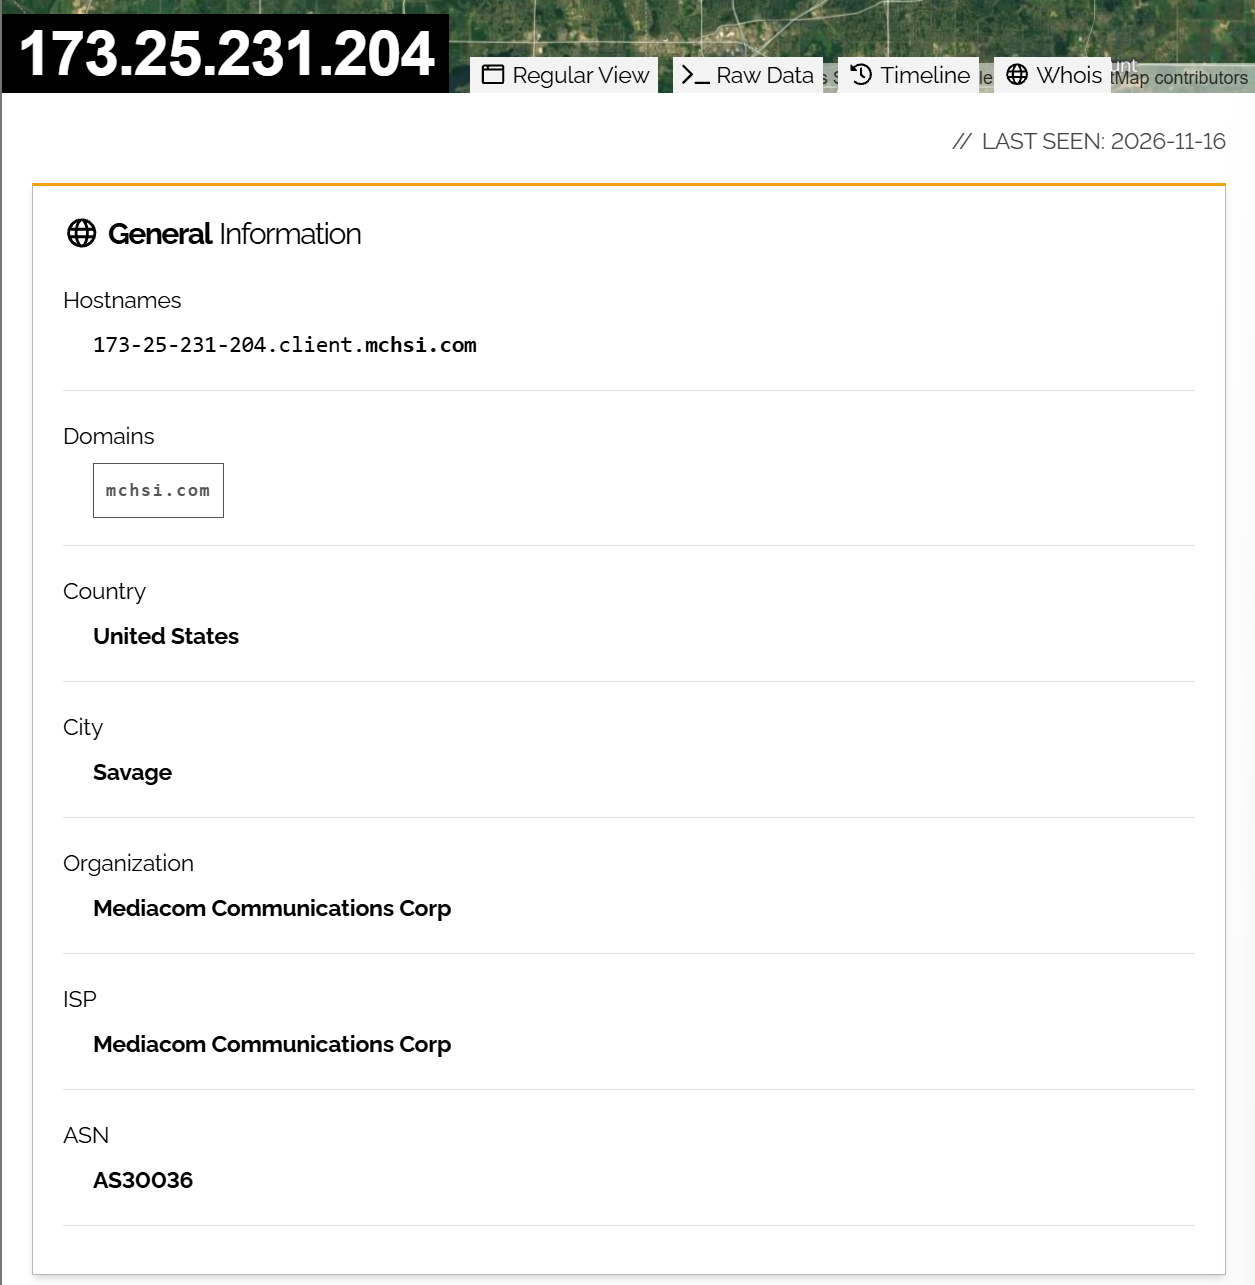 173.25.231.204
Regular View
Raw Data
Timeline
Whois
Map contributors
// LAST SEEN: 2026-11-16
General Information
Hostnames
173-25-231-204.client.mchsi.com
Domains
mchsi.com
Country
United States
City
Savage
Organization
Mediacom Communications Corp
ISP
Mediacom Communications Corp
ASN
AS30036